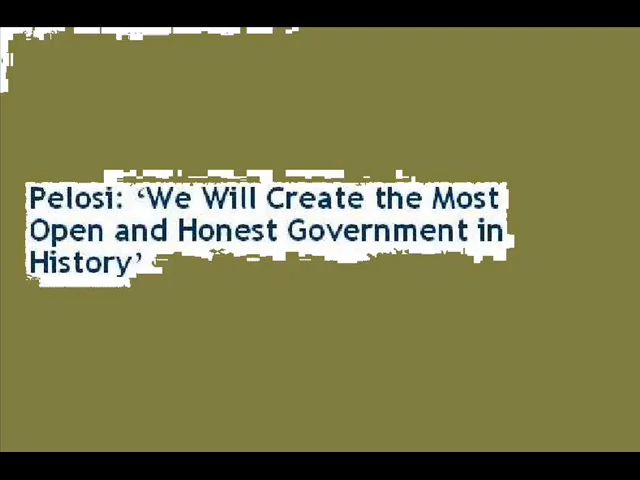 Pelosi: ‘We Will Create the Most
Open and Honest Government in
History’